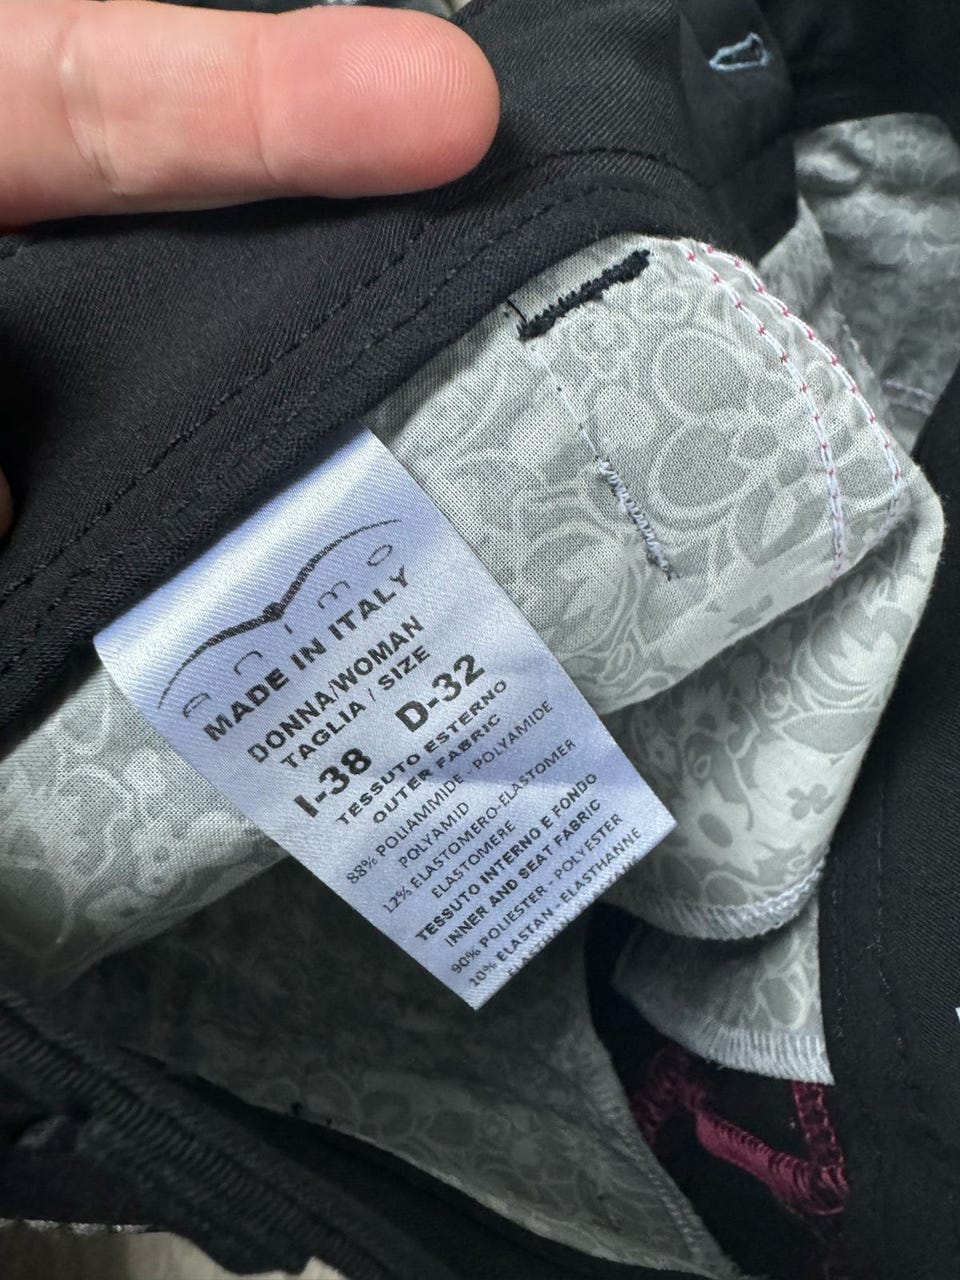 ANIMO
MADE IN ITALY
DONNA/WOMAN
TAGLIA / SIZE
I-38 D-32
TESSUTO ESTERNO
OUTER FABRIC
88% POLIAMMIDE - POLYAMIDE
POLYAMID
12% ELASTOMERO-ELASTOMER
ELASTOMERE
TESSUTO INTERNO E FONDO
INNER AND SEAT FABRIC
90% POLIESTER - POLYESTER
10% ELASTAN - ELASTHANNE